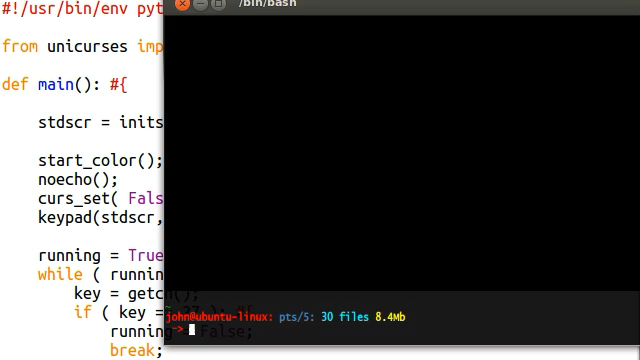 #!/usr/bin/env pyt
/bin/bash
from unicurses imp
def main(): #{
stdscr = inits
start_color();
noecho();
curs_set( Fals
keypad(stdscr,
running = True
while ( runnin
key = getch();
if ( key == 27 ): #{
running = False;
break;
~
john@ubuntu-linux: pts/5: 30 files 8.4Mb
->